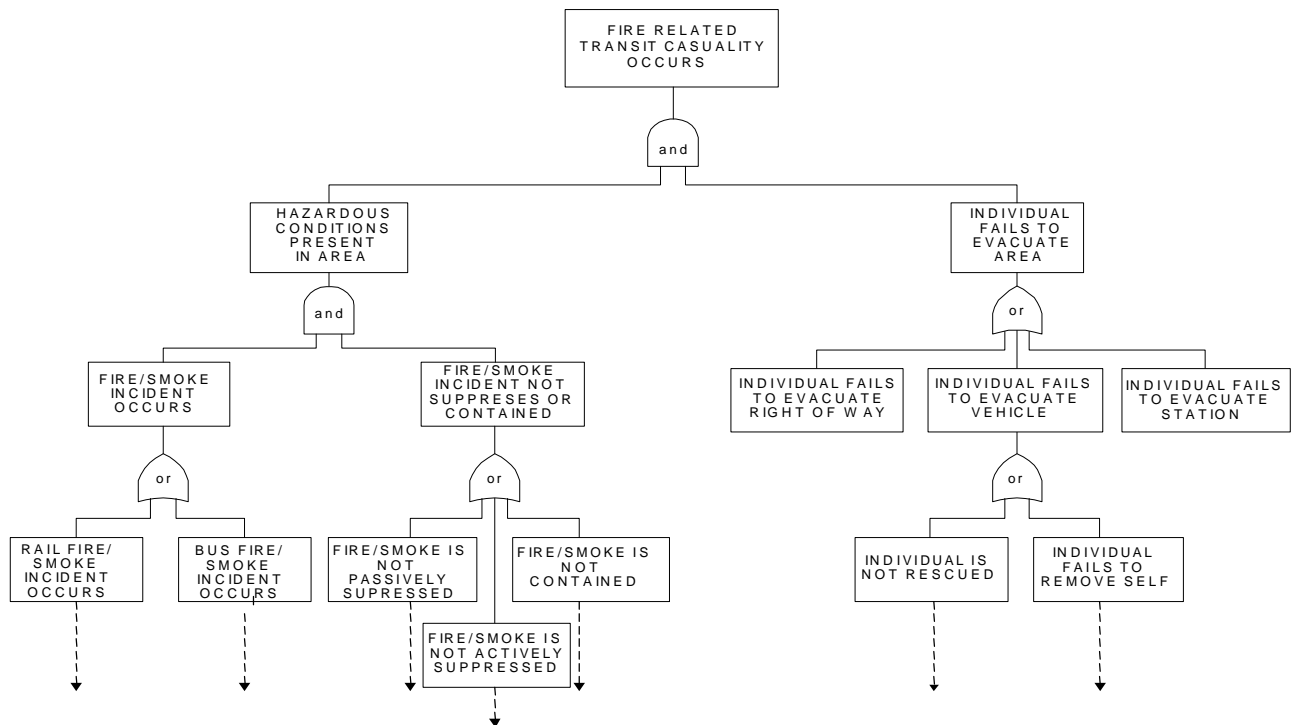 FIRE RELATED
TRANSIT CASUALITY
OCCURS
and
HAZARDOUS
CONDITIONS
PRESENT
IN AREA
INDIVIDUAL
FAILS TO
EVACUATE
AREA
and
or
FIRE/SMOKE
INCIDENT
OCCURS
FIRE/SMOKE
INCIDENT NOT
SUPPRESES OR
CONTAINED
INDIVIDUAL FAILS
TO EVACUATE
RIGHT OF WAY
INDIVIDUAL FAILS
TO EVACUATE
VEHICLE
INDIVIDUAL FAILS
TO EVACUATE
STATION
or
or
or
RAIL FIRE/
SMOKE
INCIDENT
OCCURS
BUS FIRE/
SMOKE
INCIDENT
OCCURS
FIRE/SMOKE IS
NOT
PASSIVELY
SUPRESSED
FIRE/SMOKE IS
NOT
CONTAINED
INDIVIDUAL IS
NOT RESCUED
INDIVIDUAL
FAILS TO
REMOVE SELF
FIRE/SMOKE IS
NOT ACTIVELY
SUPPRESSED